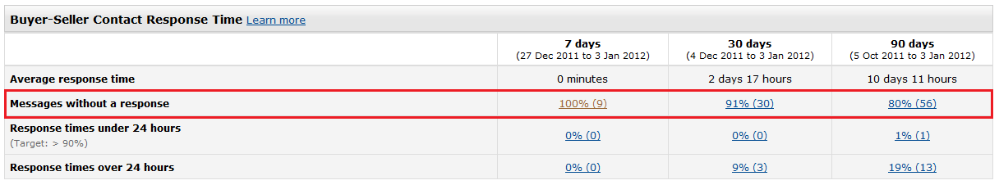 Buyer-Seller Contact Response Time Learn more
7 days 30 days 90 days
(27 Dec 2011 to 3 Jan 2012) (4 Dec 2011 to 3 Jan 2012) (5 Oct 2011 to 3 Jan 2012)
Average response time 0 minutes 2 days 17 hours 10 days 11 hours
Messages without a response 100% (9) 91% (30) 80% (56)
Response times under 24 hours 0% (0) 0% (0) 1% (1)
(Target: > 90%)
Response times over 24 hours 0% (0) 9% (3) 19% (13)